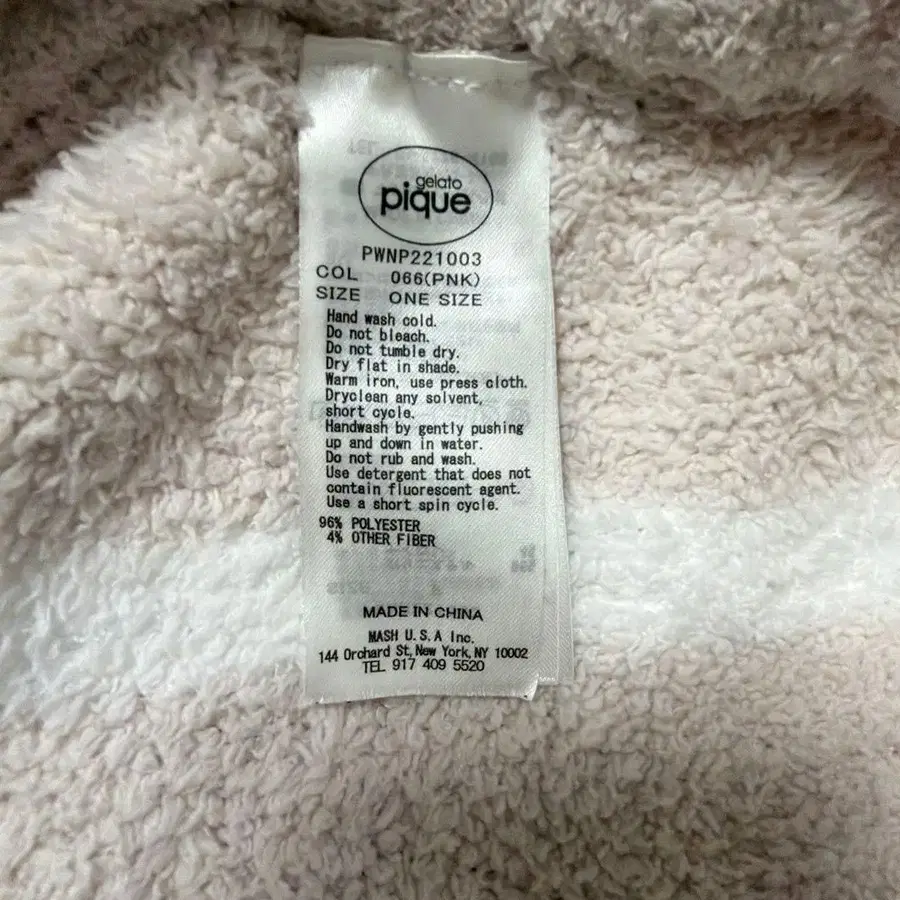 gelato
pique
PWNP221003
COL 066(PNK)
SIZE ONE SIZE
Hand wash cold.
Do not bleach.
Do not tumble dry.
Dry flat in shade.
Warm iron, use press cloth.
Dryclean any solvent,
short cycle.
Handwash by gently pushing
up and down in water.
Do not rub and wash.
Use detergent that does not
contain fluorescent agent.
Use a short spin cycle.
96% POLYESTER
4% OTHER FIBER
MADE IN CHINA
MASH U.S.A Inc.
144 Orchard St, New York, NY 10002
TEL 917 409 5520